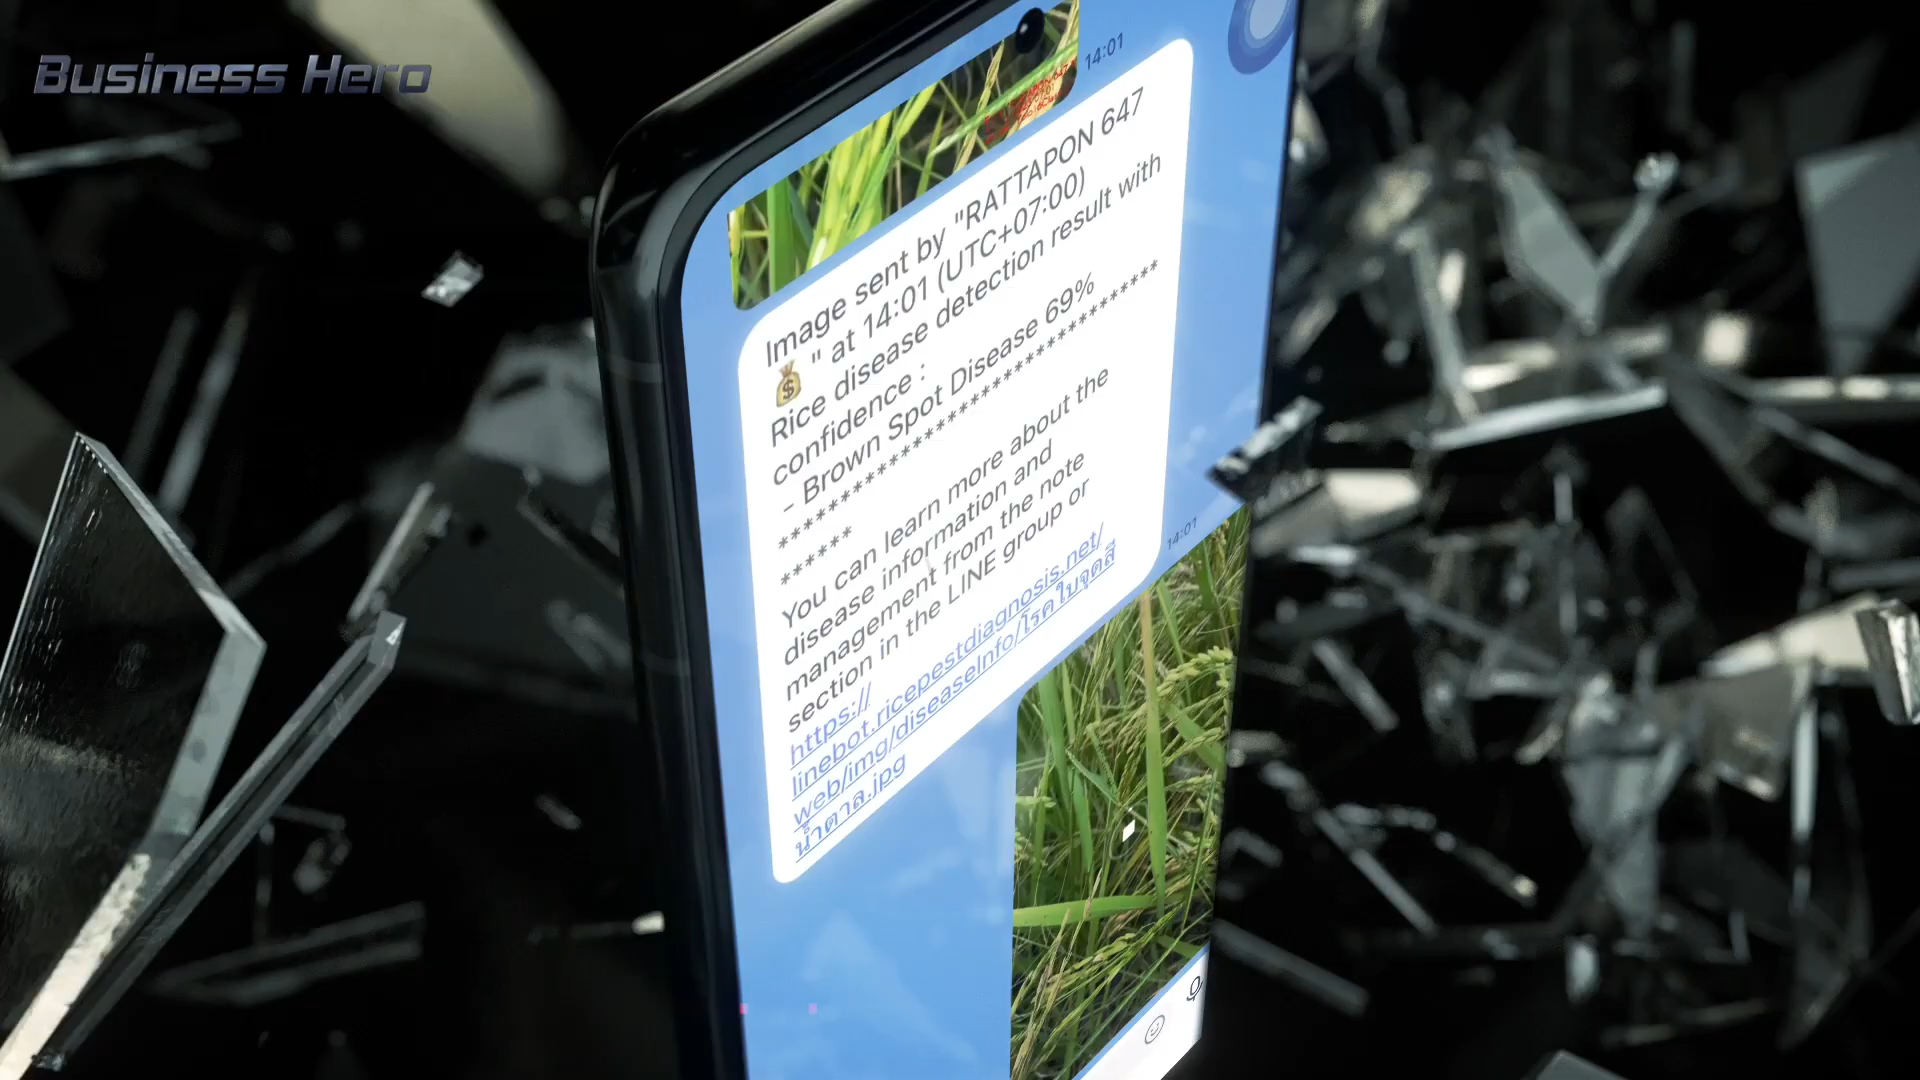 Business Hero
14:01
Image sent by "RATTAPON 647
💰 " at 14:01 (UTC+07:00)
Rice disease detection result with
confidence :
- Brown Spot Disease 69%
****************************************
******
You can learn more about the
disease information and
management from the note
section in the LINE group or
https://
linebot.ricepestdiagnosis.net/
web/img/diseaseInfo/โรคใบจุดสี
น้ำตาล.jpg
14:01